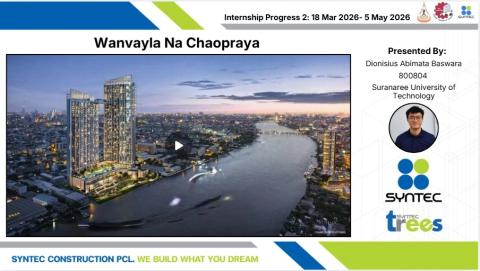 Internship Progress 2: 18 Mar 2026- 5 May 2026
SYNTEC
Wanvayla Na Chaopraya
Presented By:
Dionisius Abimata Baswara
800804
Suranaree University of
Technology
SYNTEC
SYNTEC
trees
SYNTEC CONSTRUCTION PCL. WE BUILD WHAT YOU DREAM